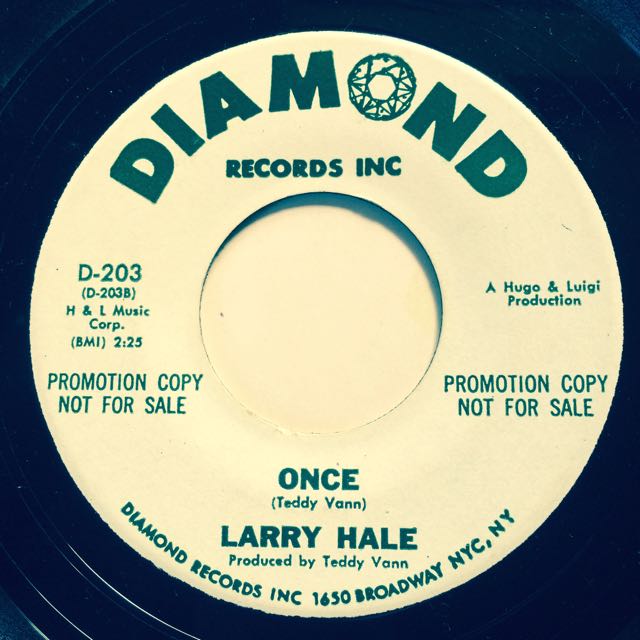 DIAMOND
RECORDS INC
D-203
(D-203B)
H & L Music
Corp.
(BMI) 2:25
A Hugo & Luigi
Production
PROMOTION COPY
NOT FOR SALE
PROMOTION COPY
NOT FOR SALE
ONCE
(Teddy Vann)
LARRY HALE
Produced by Teddy Vann
DIAMOND RECORDS INC 1650 BROADWAY NYC, NY